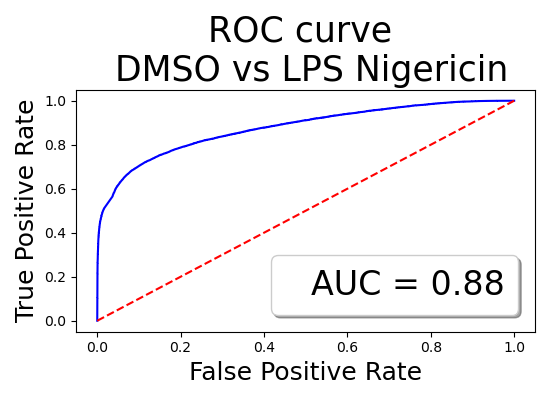 ROC curve
DMSO vs LPS Nigericin
True Positive Rate
1.0
0.8
0.6
0.4
0.2
0.0
AUC = 0.88
0.0 0.2 0.4 0.6 0.8 1.0
False Positive Rate